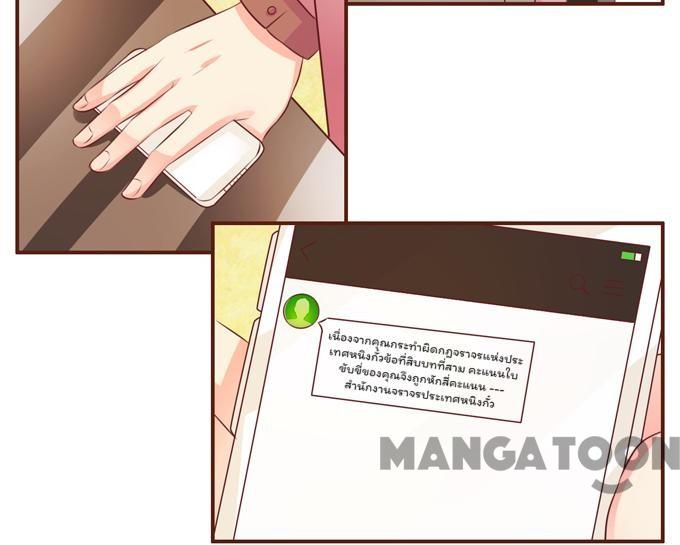 เนื่องจากคุณกระทำผิดกฎจราจรแห่งประ
เทศหนิงกั๋วข้อที่สิบบทที่สาม คะแนนใบ
ขับขี่ของคุณจึงถูกหักสี่คะแนน ---
สำนักงานจราจรประเทศหนิงกั๋ว
MANGATOON